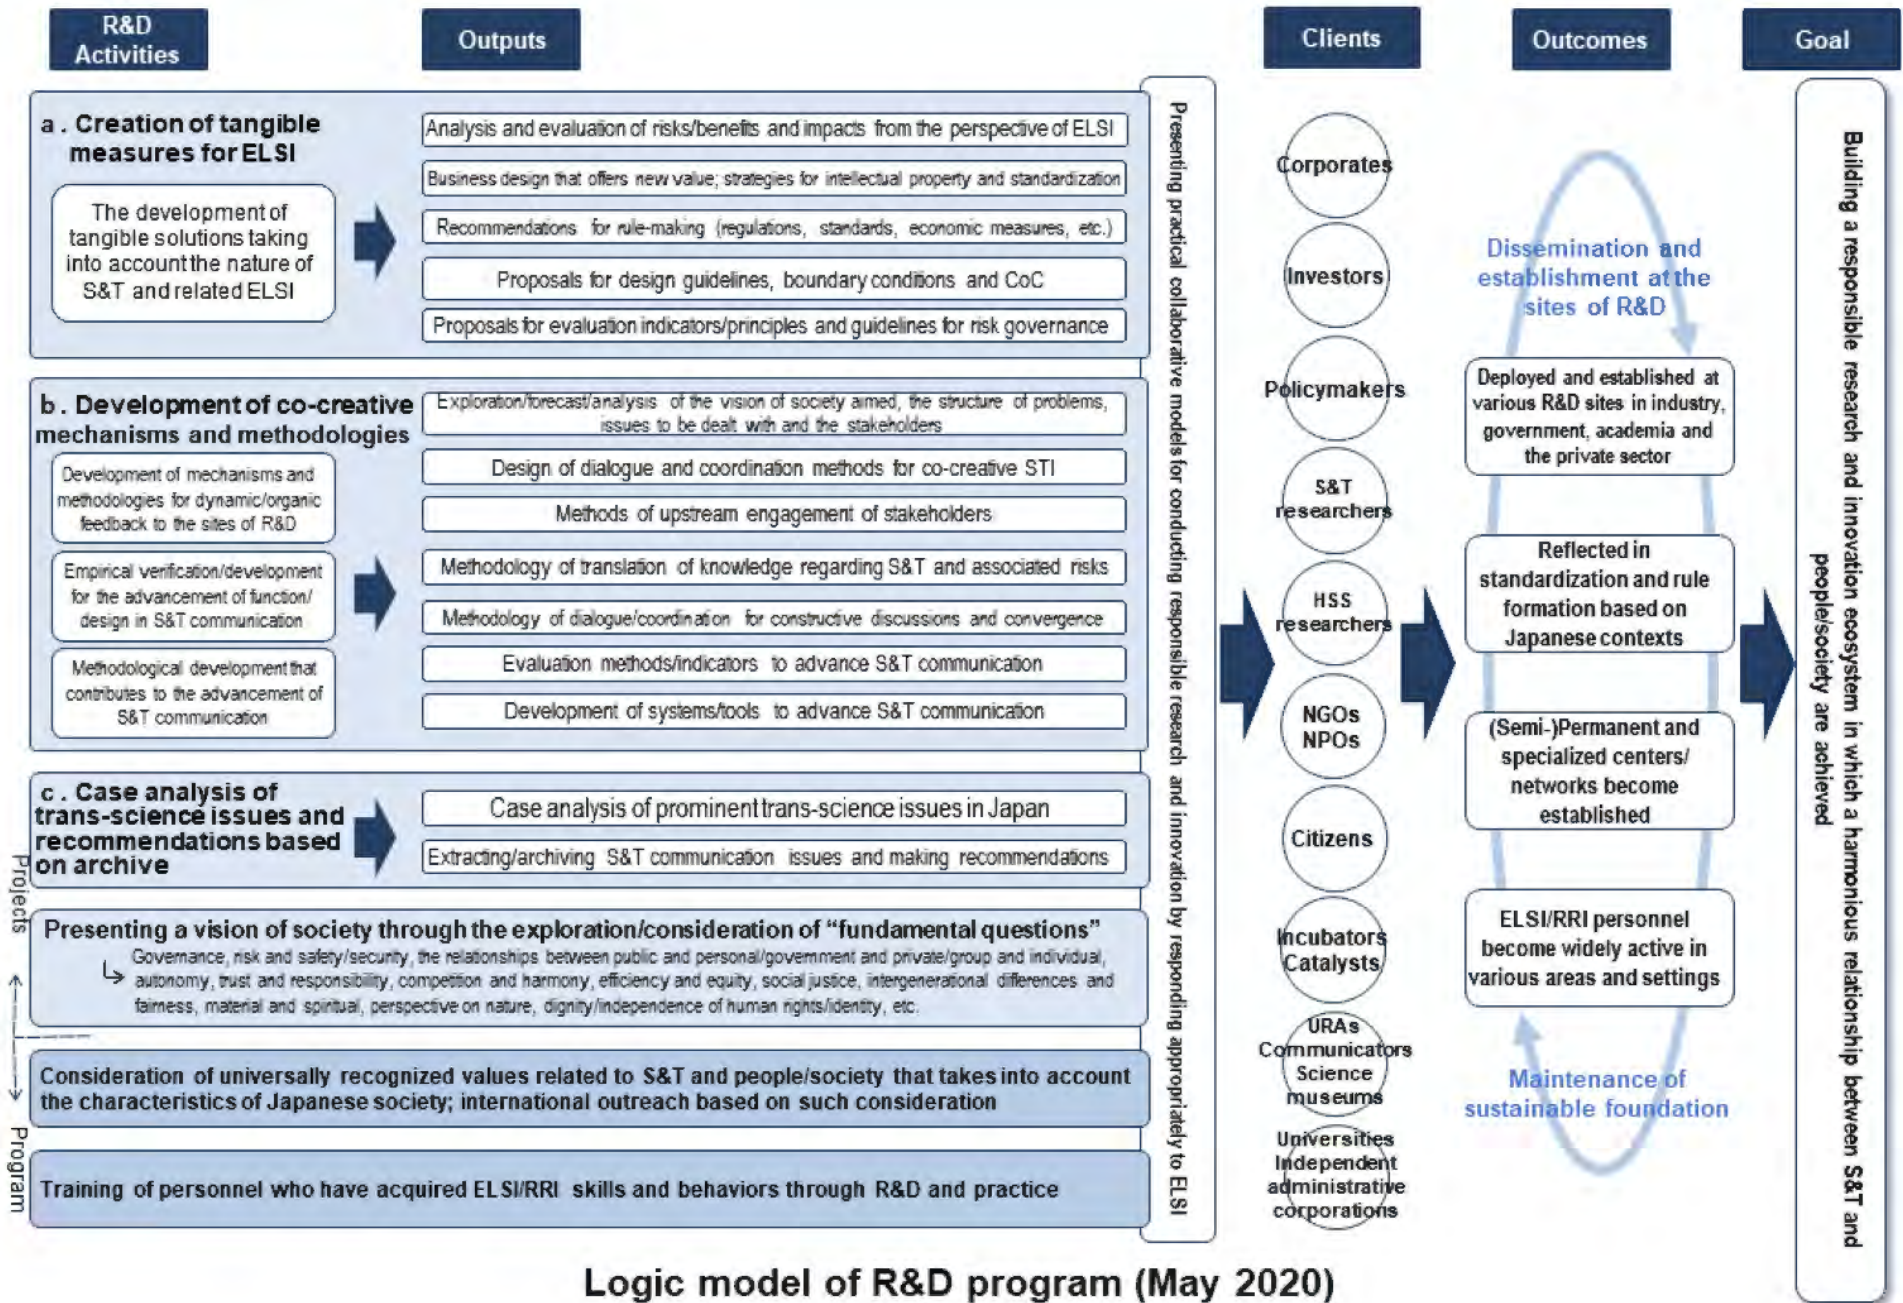 R&D
Activities
Outputs
Clients
Outcomes
Goal
a . Creation of tangible
measures for ELSI
The development of
tangible solutions taking
into account the nature of
S&T and related ELSI
Analysis and evaluation of risks/benefits and impacts from the perspective of ELSI
Business design that offers new value; strategies for intellectual property and standardization
Recommendations for rule-making (regulations, standards, economic measures, etc.)
Proposals for design guidelines, boundary conditions and CoC
Proposals for evaluation indicators/principles and guidelines for risk governance
b . Development of co-creative
mechanisms and methodologies
Development of mechanisms and
methodologies for dynamic/organic
feedback to the sites of R&D
Empirical verification/development
for the advancement of function/
design in S&T communication
Methodological development that
contributes to the advancement of
S&T communication
Exploration/forecast/analysis of the vision of society aimed, the structure of problems,
issues to be dealt with and the stakeholders
Design of dialogue and coordination methods for co-creative STI
Methods of upstream engagement of stakeholders
Methodology of translation of knowledge regarding S&T and associated risks
Methodology of dialogue/coordination for constructive discussions and convergence
Evaluation methods/indicators to advance S&T communication
Development of systems/tools to advance S&T communication
c . Case analysis of
trans-science issues and
recommendations based
on archive
Case analysis of prominent trans-science issues in Japan
Extracting/archiving S&T communication issues and making recommendations
Presenting a vision of society through the exploration/consideration of “fundamental questions”
Governance, risk and safety/security, the relationships between public and personal/government and private/group and individual,
autonomy, trust and responsibility, competition and harmony, efficiency and equity, social justice, intergenerational differences and
fairness, material and spiritual, perspective on nature, dignity/independence of human rights/identity, etc.
Projects
Program
Consideration of universally recognized values related to S&T and people/society that takes into account
the characteristics of Japanese society; international outreach based on such consideration
Training of personnel who have acquired ELSI/RRI skills and behaviors through R&D and practice
Presenting practical collaborative models for conducting responsible research and innovation by responding appropriately to ELSI
Corporates
Investors
Policymakers
S&T
researchers
HSS
researchers
NGOs
NPOs
Citizens
Incubators
Catalysts
URAs
Communicators
Science
museums
Universities
Independent
administrative
corporations
Dissemination and
establishment at the
sites of R&D
Deployed and established at
various R&D sites in industry,
government, academia and
the private sector
Reflected in
standardization and rule
formation based on
Japanese contexts
(Semi-)Permanent and
specialized centers/
networks become
established
ELSI/RRI personnel
become widely active in
various areas and settings
Maintenance of
sustainable foundation
Building a responsible research and innovation ecosystem in which a harmonious relationship between S&T and
people/society are achieved
Logic model of R&D program (May 2020)